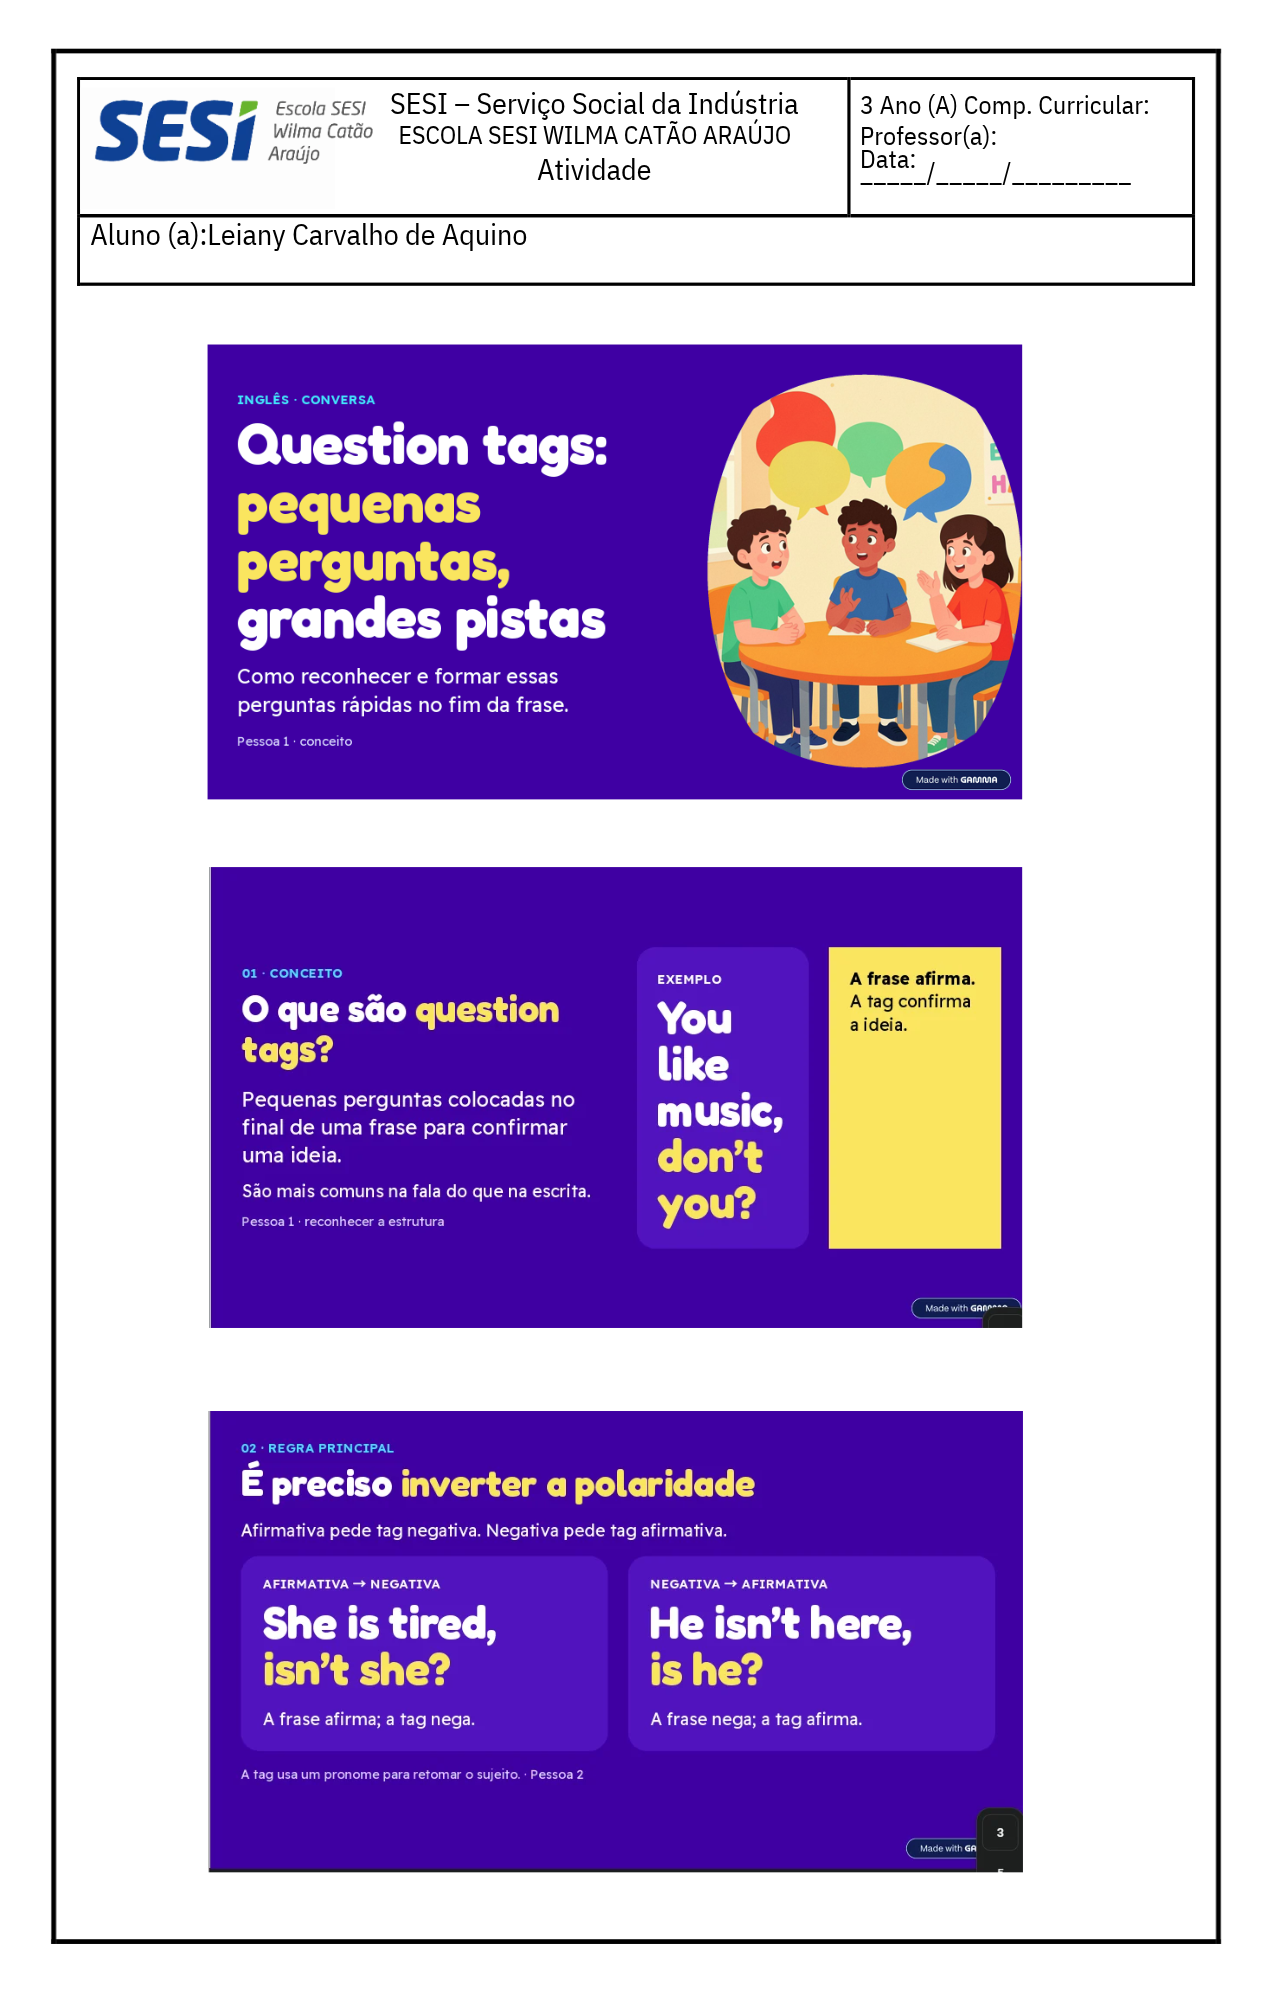 SESI
Escola SESI
Wilma Catão
Araújo
SESI – Serviço Social da Indústria
ESCOLA SESI WILMA CATÃO ARAÚJO
Atividade
3 Ano (A) Comp. Curricular:
Professor(a):
Data:
_____/_____/_________
Aluno (a):Leiany Carvalho de Aquino
INGLÊS · CONVERSA
Question tags:
pequenas
perguntas,
grandes pistas
Como reconhecer e formar essas
perguntas rápidas no fim da frase.
Pessoa 1 · conceito
Made with GAMMA
01 · CONCEITO
O que são question
tags?
Pequenas perguntas colocadas no
final de uma frase para confirmar
uma ideia.
São mais comuns na fala do que na escrita.
Pessoa 1 · reconhecer a estrutura
EXEMPLO
You
like
music,
don't
you?
A frase afirma.
A tag confirma
a ideia.
Made with GAMMA
02 · REGRA PRINCIPAL
É preciso inverter a polaridade
Afirmativa pede tag negativa. Negativa pede tag afirmativa.
AFIRMATIVA → NEGATIVA
She is tired,
isn't she?
A frase afirma; a tag nega.
NEGATIVA → AFIRMATIVA
He isn't here,
is he?
A frase nega; a tag afirma.
A tag usa um pronome para retomar o sujeito. · Pessoa 2
3
Made with GA